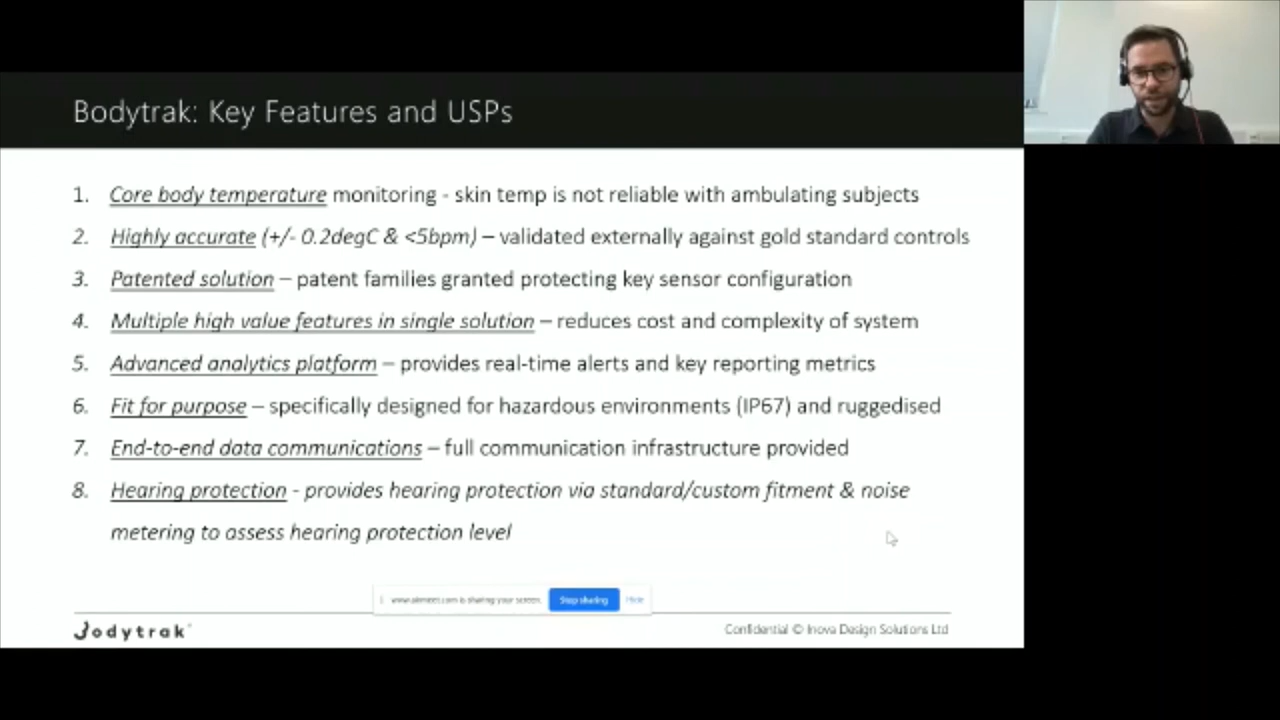 Bodytrak: Key Features and USPs
1. Core body temperature monitoring - skin temp is not reliable with ambulating subjects
2. Highly accurate (+/- 0.2degC & <5bpm) – validated externally against gold standard controls
3. Patented solution – patent families granted protecting key sensor configuration
4. Multiple high value features in single solution – reduces cost and complexity of system
5. Advanced analytics platform – provides real-time alerts and key reporting metrics
6. Fit for purpose – specifically designed for hazardous environments (IP67) and ruggedised
7. End-to-end data communications – full communication infrastructure provided
8. Hearing protection - provides hearing protection via standard/custom fitment & noise
metering to assess hearing protection level
is sharing your screen. Stop sharing Hide
bodytrak Confidential © Inova Design Solutions Ltd